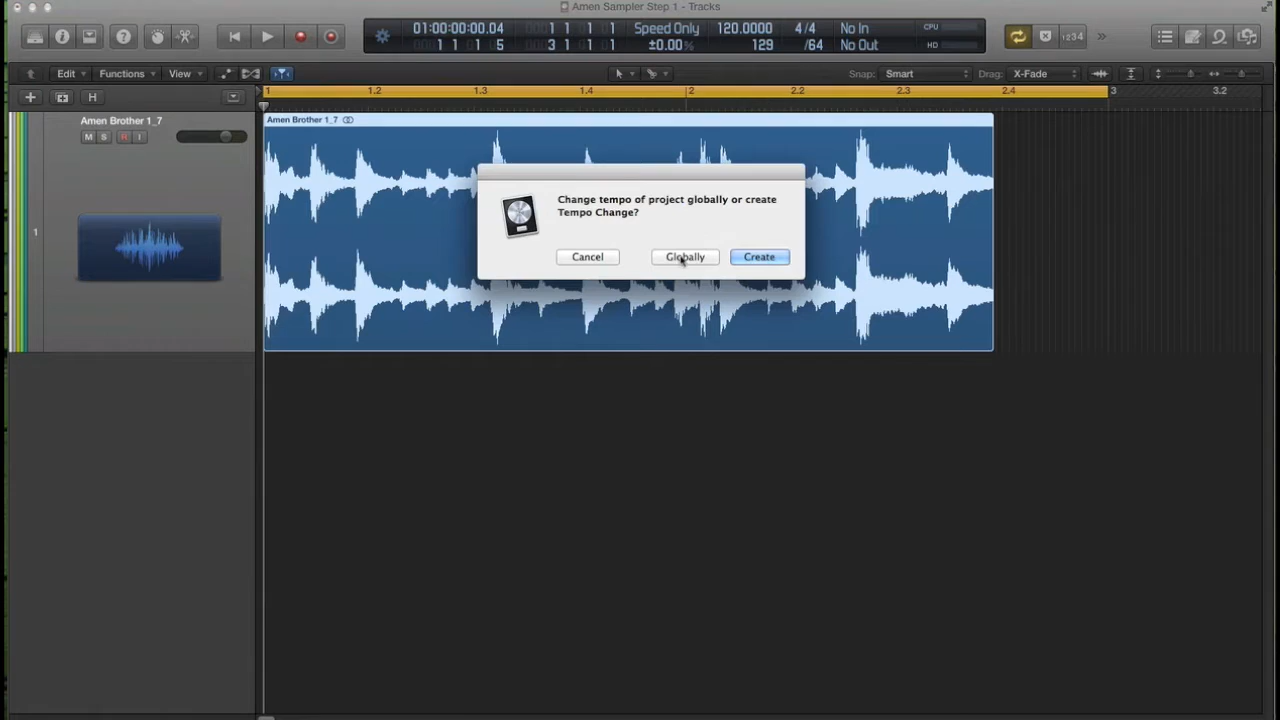 Amen Sampler Step 1 - Tracks
01:00:00:00.04
1 1 1 5
1 1 1 1
3 1 1 1
Speed Only
±0.00%
120.0000
129
4/4
/64
No In
No Out
CPU
HD
1234
Edit
Functions
View
Snap: Smart
Drag: X-Fade
H
1 1.2 1.3 1.4 2 2.2 2.3 2.4 3 3.2
Amen Brother 1_7
M S R I
1
Amen Brother 1_7
Change tempo of project globally or create
Tempo Change?
Cancel
Globally
Create